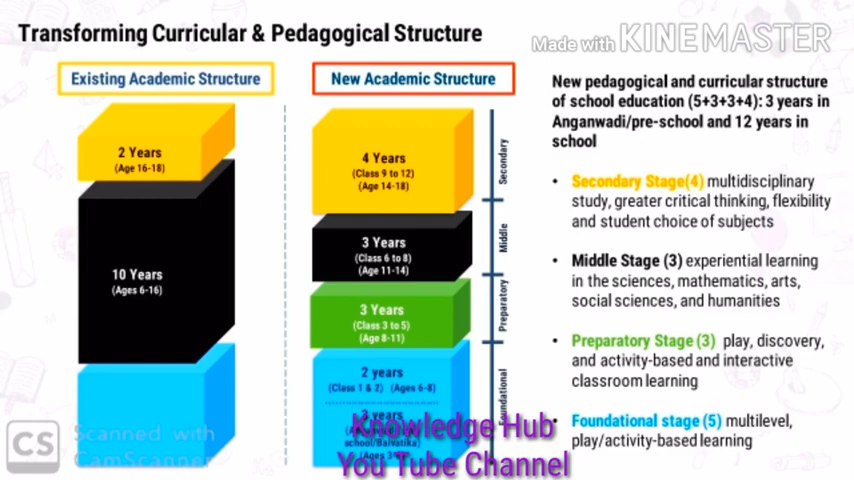 Transforming Curricular & Pedagogical Structure
Made with KINEMASTER
Existing Academic Structure
2 Years
(Age 16-18)
10 Years
(Ages 6-16)
New Academic Structure
4 Years
(Class 9 to 12)
(Age 14-18)
3 Years
(Class 6 to 8)
(Age 11-14)
3 Years
(Class 3 to 5)
(Age 8-11)
2 years
(Class 1 & 2) (Ages 6-8)
3 years
school/Balvatika)
Secondary
Middle
Preparatory
Foundational
New pedagogical and curricular structure
of school education (5+3+3+4): 3 years in
Anganwadi/pre-school and 12 years in
school
• Secondary Stage(4) multidisciplinary
study, greater critical thinking, flexibility
and student choice of subjects
• Middle Stage (3) experiential learning
in the sciences, mathematics, arts,
social sciences, and humanities
• Preparatory Stage (3) play, discovery,
and activity-based and interactive
classroom learning
• Foundational stage (5) multilevel,
play/activity-based learning
Knowledge Hub
You Tube Channel
CS
Scanned with
CamScanner